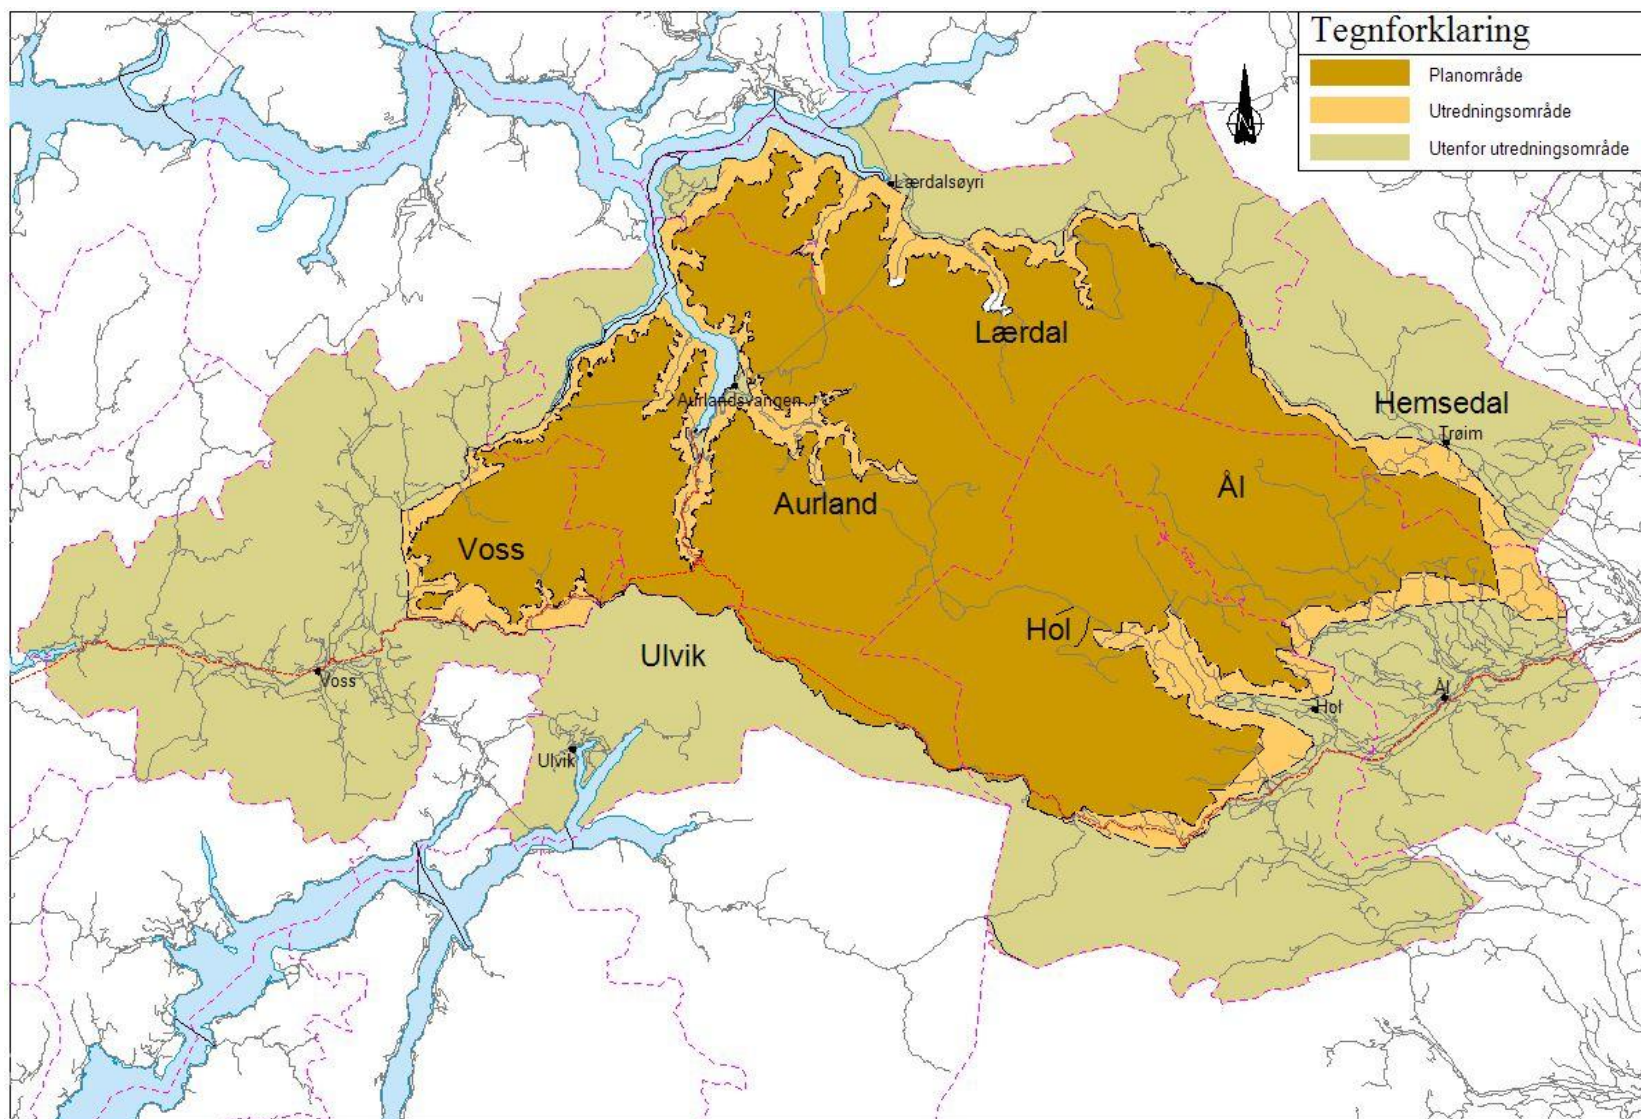 Tegnforklaring
Planområde
Utredningsområde
Utenfor utredningsområde
Lærdalsøyri
Lærdal
Hemsedal
Trøim
Aurlandsvangen
Ål
Aurland
Voss
Hol
Ulvik
Voss
Ål
Hol
Ulvik